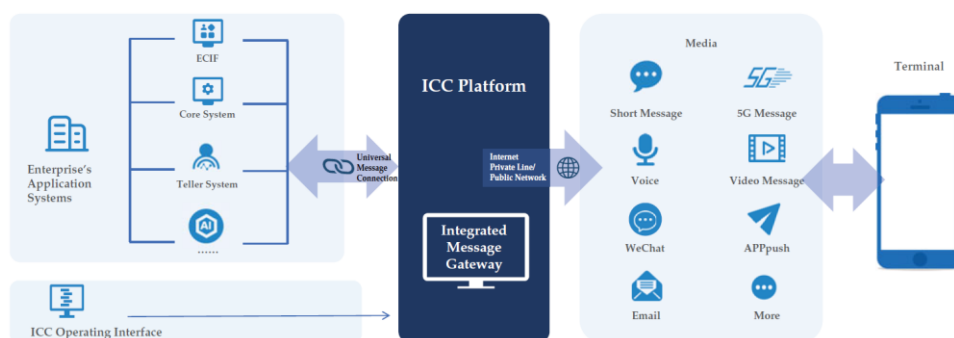 Enterprise's
Application
Systems
ECIF
Core System
Teller System
AI
......
ICC Operating Interface
Universal
Message
Connection
ICC Platform
Integrated
Message
Gateway
Internet
Private Line/
Public Network
Media
Short Message
5G
5G Message
Voice
Video Message
WeChat
APPpush
Email
More
Terminal